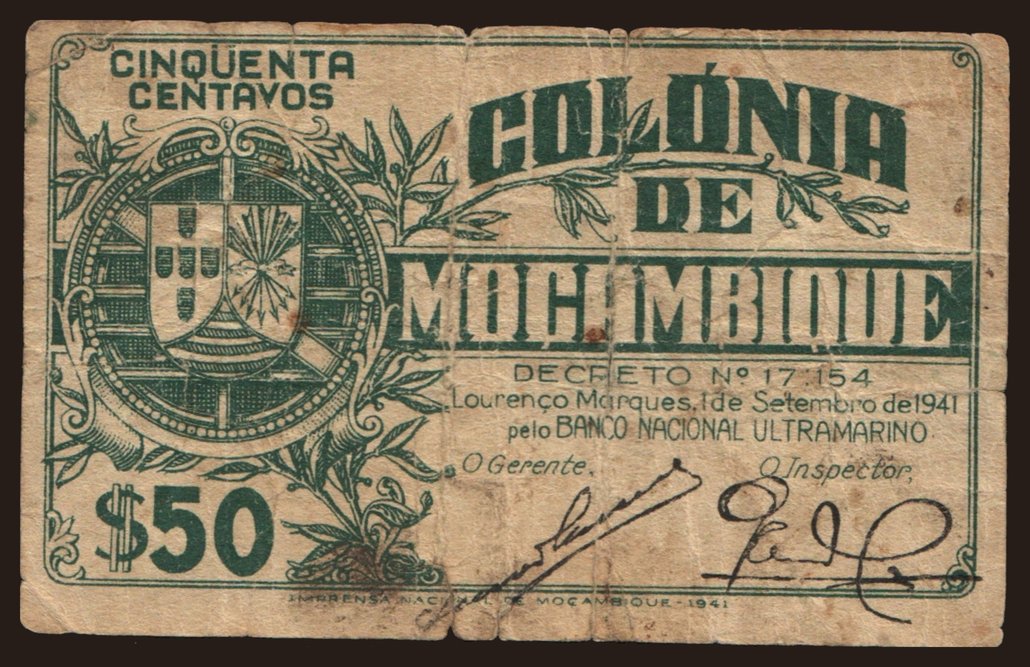 CINQÜENTA
CENTAVOS
COLÓNIA
DE
MOÇAMBIQUE
DECRETO Nº 17:154
Lourenço Marques, 1 de Setembro de 1941
pelo BANCO NACIONAL ULTRAMARINO
O Gerente, O Inspector,
$50
IMPRENSA NACIONAL DE MOÇAMBIQUE-1941